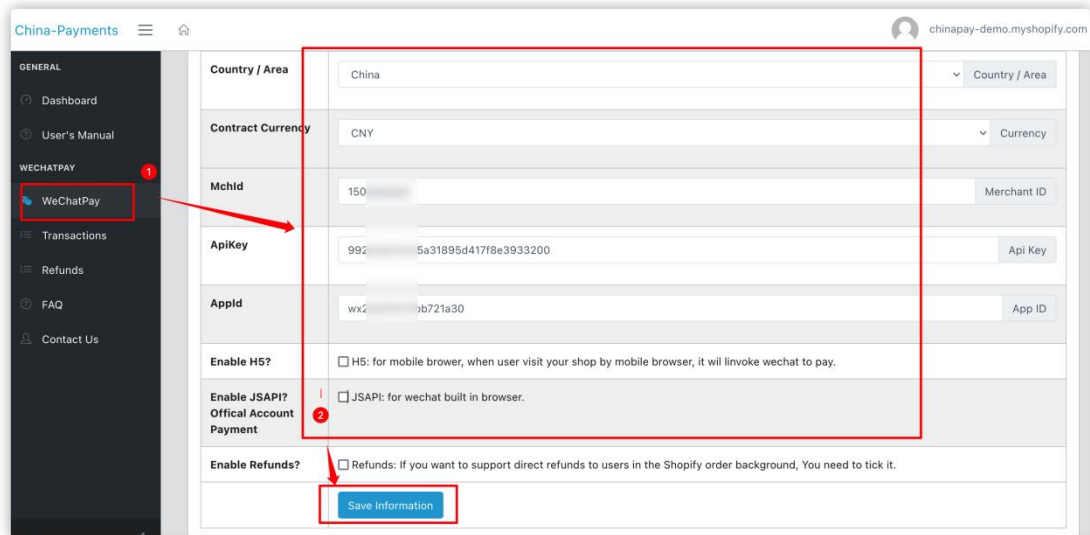 China-Payments
chinapay-demo.myshopify.com
GENERAL
Dashboard
User's Manual
WECHATPAY
1
WeChatPay
Transactions
Refunds
FAQ
Contact Us
Country / Area
China
Country / Area
Contract Currency
CNY
Currency
MchId
150
Merchant ID
ApiKey
992 5a31895d417f8e3933200
Api Key
AppId
wx2 bb721a30
App ID
Enable H5?
H5: for mobile brower, when user visit your shop by mobile browser, it wil linvoke wechat to pay.
Enable JSAPI?
Offical Account
Payment
2
JSAPI: for wechat built in browser.
Enable Refunds?
Refunds: If you want to support direct refunds to users in the Shopify order background, You need to tick it.
Save Information